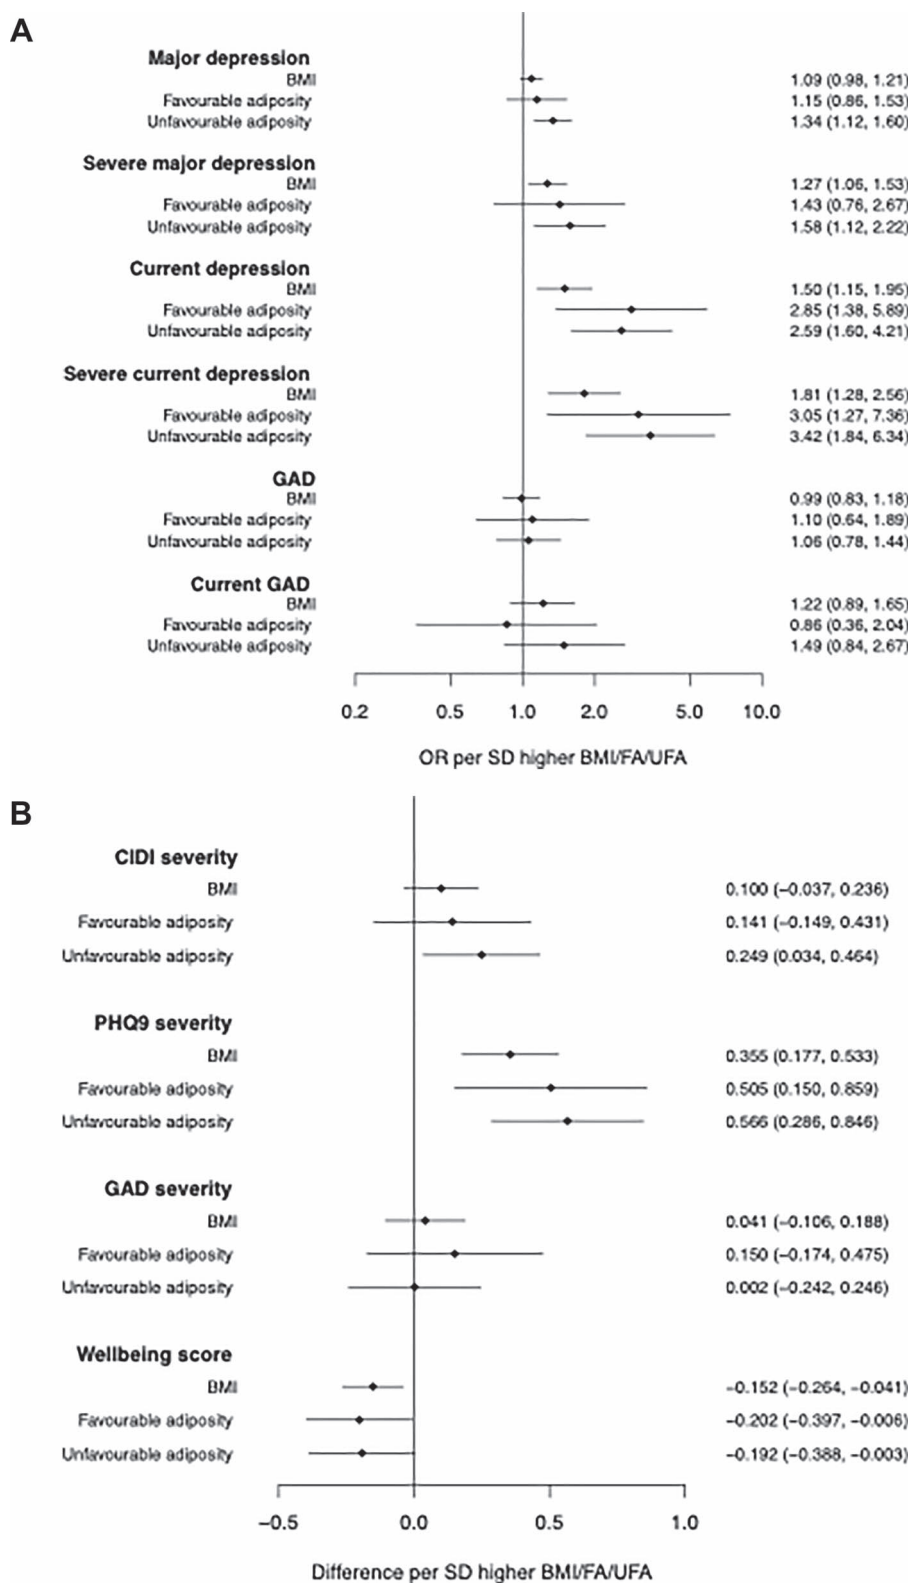 A
Major depression
BMI 1.09 (0.98, 1.21)
Favourable adiposity 1.15 (0.86, 1.53)
Unfavourable adiposity 1.34 (1.12, 1.60)
Severe major depression
BMI 1.27 (1.06, 1.53)
Favourable adiposity 1.43 (0.76, 2.67)
Unfavourable adiposity 1.58 (1.12, 2.22)
Current depression
BMI 1.50 (1.15, 1.95)
Favourable adiposity 2.85 (1.38, 5.89)
Unfavourable adiposity 2.59 (1.60, 4.21)
Severe current depression
BMI 1.81 (1.28, 2.56)
Favourable adiposity 3.05 (1.27, 7.36)
Unfavourable adiposity 3.42 (1.84, 6.34)
GAD
BMI 0.99 (0.83, 1.18)
Favourable adiposity 1.10 (0.64, 1.89)
Unfavourable adiposity 1.06 (0.78, 1.44)
Current GAD
BMI 1.22 (0.89, 1.65)
Favourable adiposity 0.86 (0.36, 2.04)
Unfavourable adiposity 1.49 (0.84, 2.67)
0.2 0.5 1.0 2.0 5.0 10.0
OR per SD higher BMI/FA/UFA
B
CIDI severity
BMI 0.100 (−0.037, 0.236)
Favourable adiposity 0.141 (−0.149, 0.431)
Unfavourable adiposity 0.249 (0.034, 0.464)
PHQ9 severity
BMI 0.355 (0.177, 0.533)
Favourable adiposity 0.505 (0.150, 0.859)
Unfavourable adiposity 0.566 (0.286, 0.846)
GAD severity
BMI 0.041 (−0.106, 0.188)
Favourable adiposity 0.150 (−0.174, 0.475)
Unfavourable adiposity 0.002 (−0.242, 0.246)
Wellbeing score
BMI −0.152 (−0.264, −0.041)
Favourable adiposity −0.202 (−0.397, −0.006)
Unfavourable adiposity −0.192 (−0.388, −0.003)
−0.5 0.0 0.5 1.0
Difference per SD higher BMI/FA/UFA